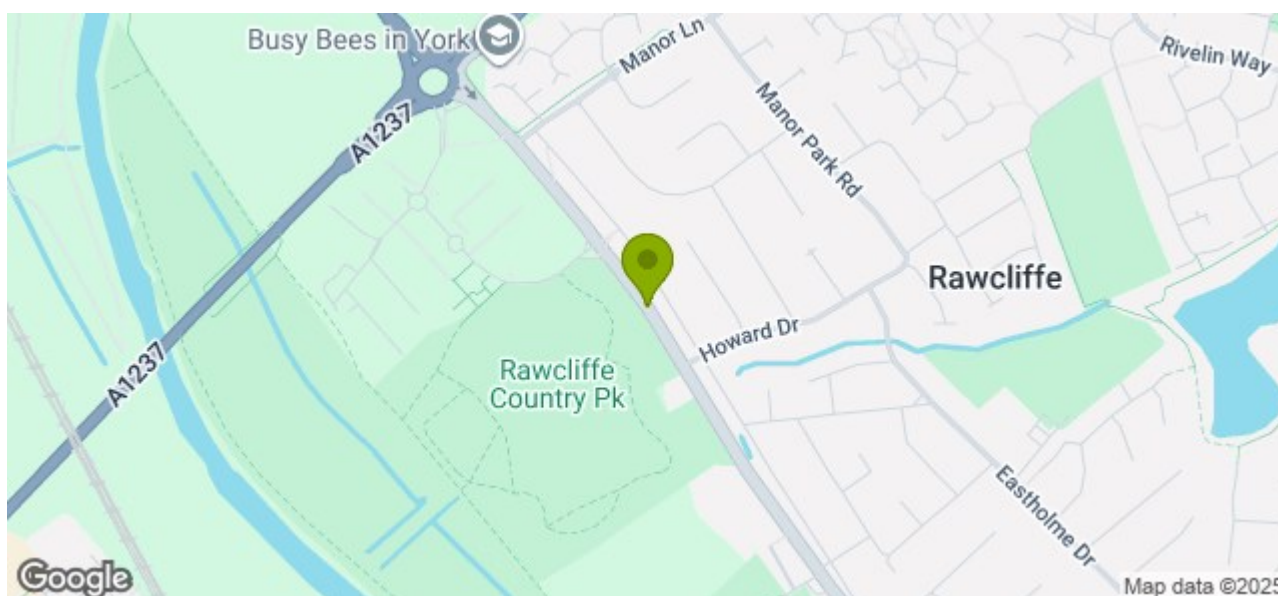 Busy Bees in York
Manor Ln
Rivelin Way
A1237
Manor Park Rd
Rawcliffe
Howard Dr
A1237
Rawcliffe
Country Pk
Eastholme Dr
Google
Map data ©2025